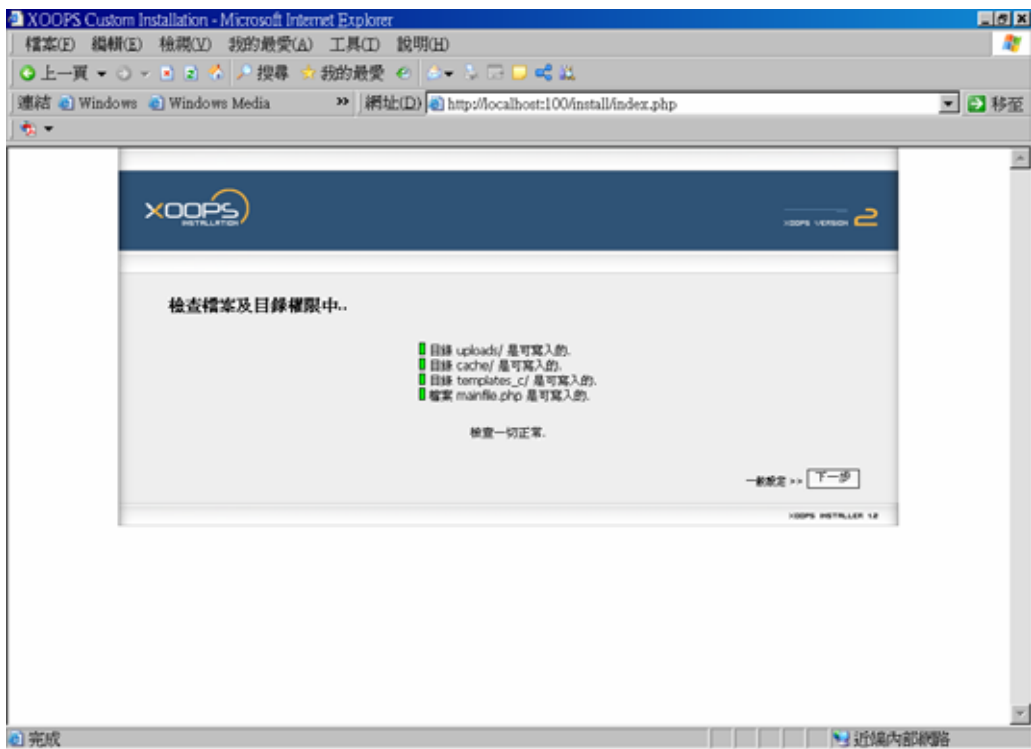 XOOPS Custom Installation - Microsoft Internet Explorer
檔案(F) 編輯(E) 檢視(V) 我的最愛(A) 工具(T) 說明(H)
上一頁 搜尋 我的最愛
連結 Windows Windows Media » 網址(D) http://localhost:100/install/index.php 移至
XOOPS
INSTALLATION
XOOPS VERSION 2
檢查檔案及目錄權限中..
目錄 uploads/ 是可寫入的.
目錄 cache/ 是可寫入的.
目錄 templates_c/ 是可寫入的.
檔案 mainfile.php 是可寫入的.
檢查一切正常.
一般設定 >> 下一步
XOOPS INSTALLER 1.2
完成 近端內部網路